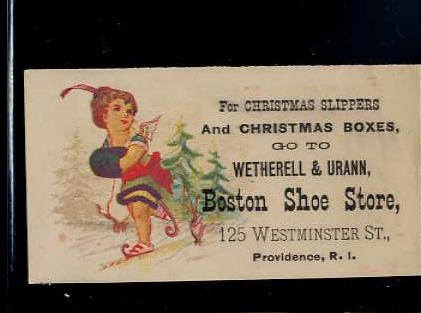 For CHRISTMAS SLIPPERS
And CHRISTMAS BOXES,
GO TO
WETHERELL & URANN,
Boston Shoe Store,
125 WESTMINSTER ST.,
Providence, R. I.